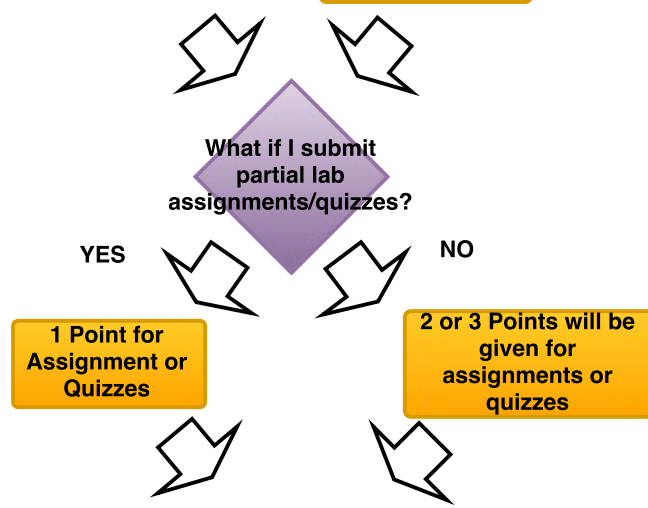 What if I submit
partial lab
assignments/quizzes?
YES
NO
1 Point for
Assignment or
Quizzes
2 or 3 Points will be
given for
assignments or
quizzes